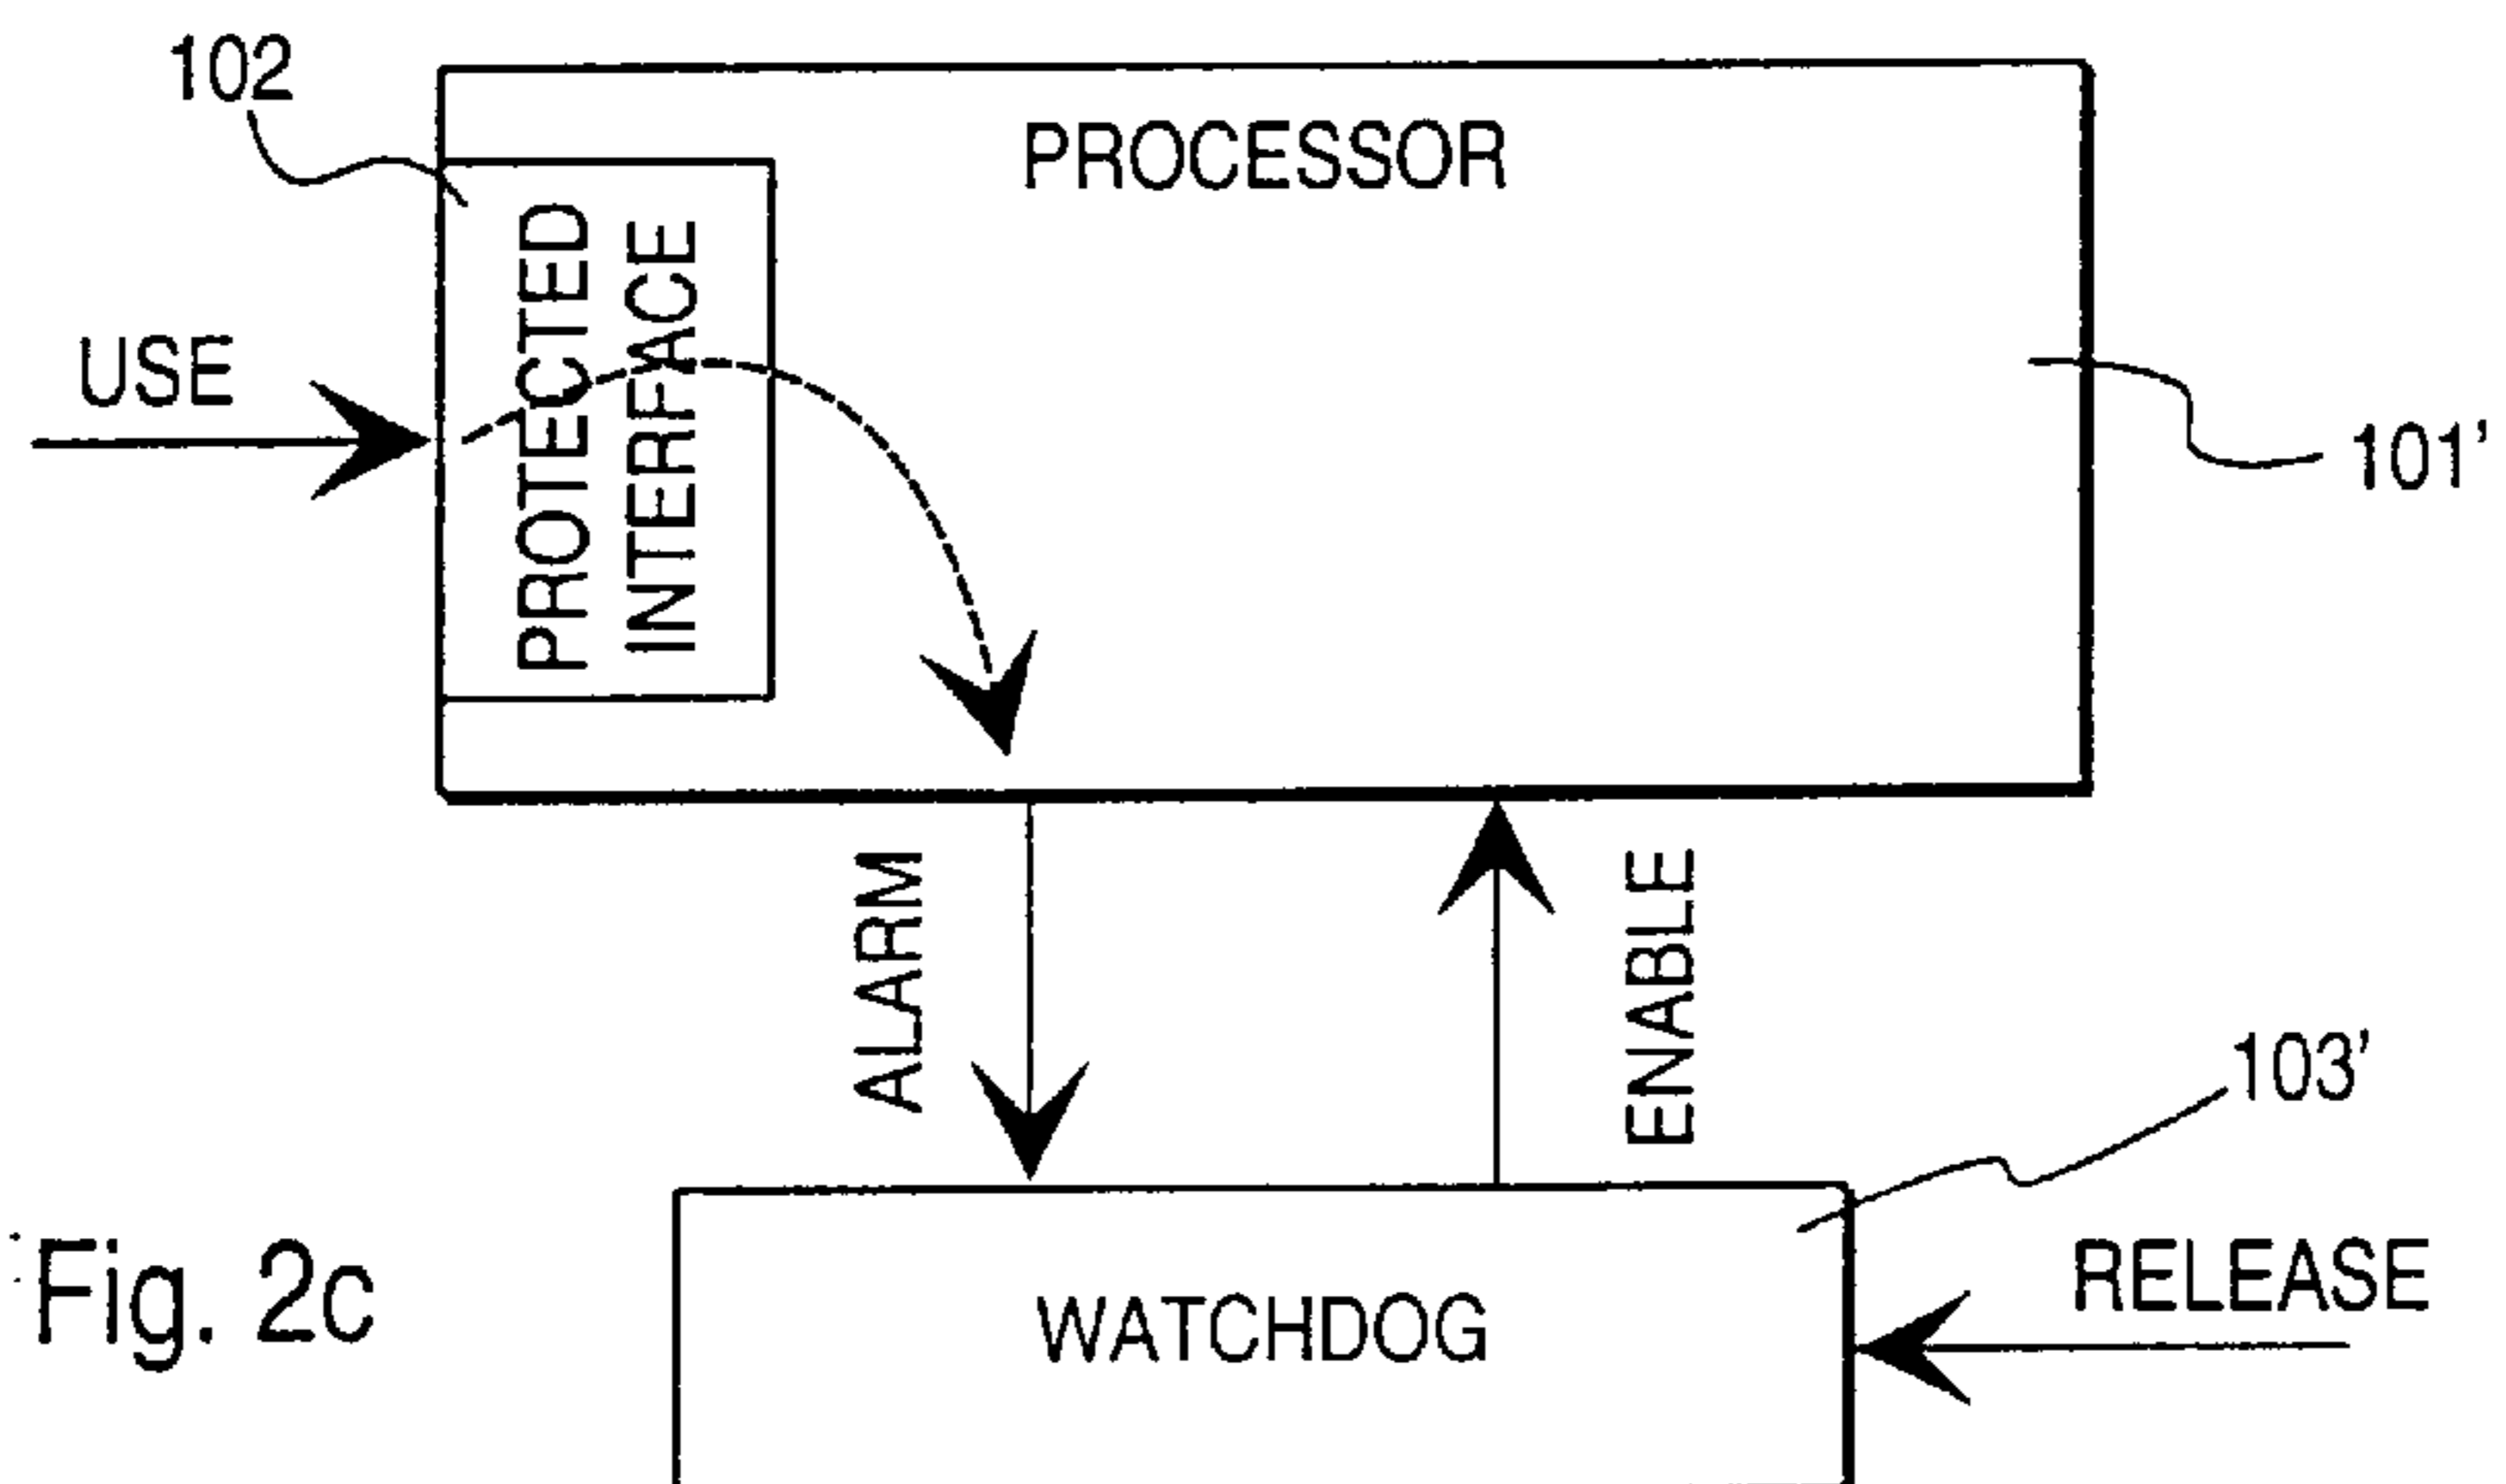 102
PROCESSOR
PROTECTED
INTERFACE
USE
101'
ALARM
ENABLE
103'
Fig. 2c
WATCHDOG
RELEASE